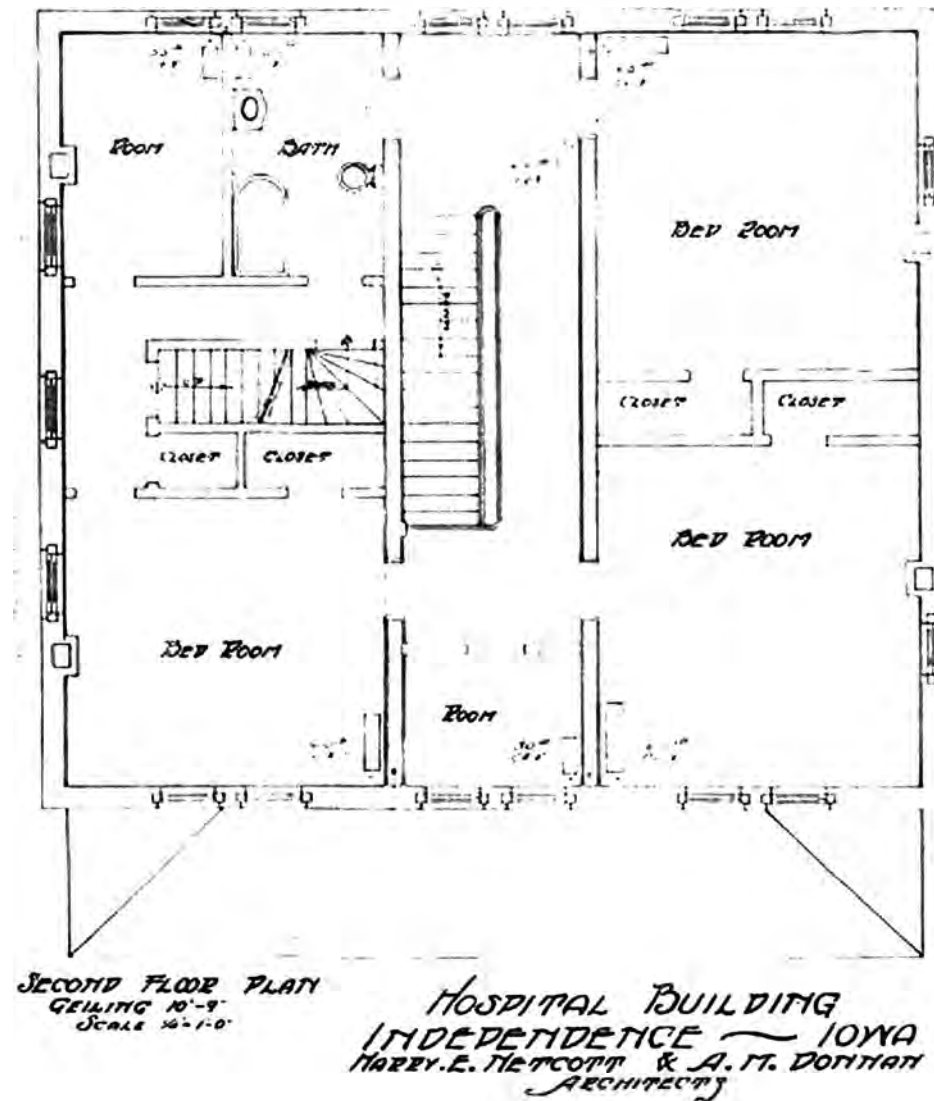 ROOM
BATH
BED ROOM
CLOSET
CLOSET
CLOSET
CLOSET
BED ROOM
BED ROOM
ROOM
SECOND FLOOR PLAN
CEILING 10'-9"
HOSPITAL BUILDING
INDEPENDENCE ~ IOWA
HARRY. E. NETCOTT & A. M. DONNAN
ARCHITECTS